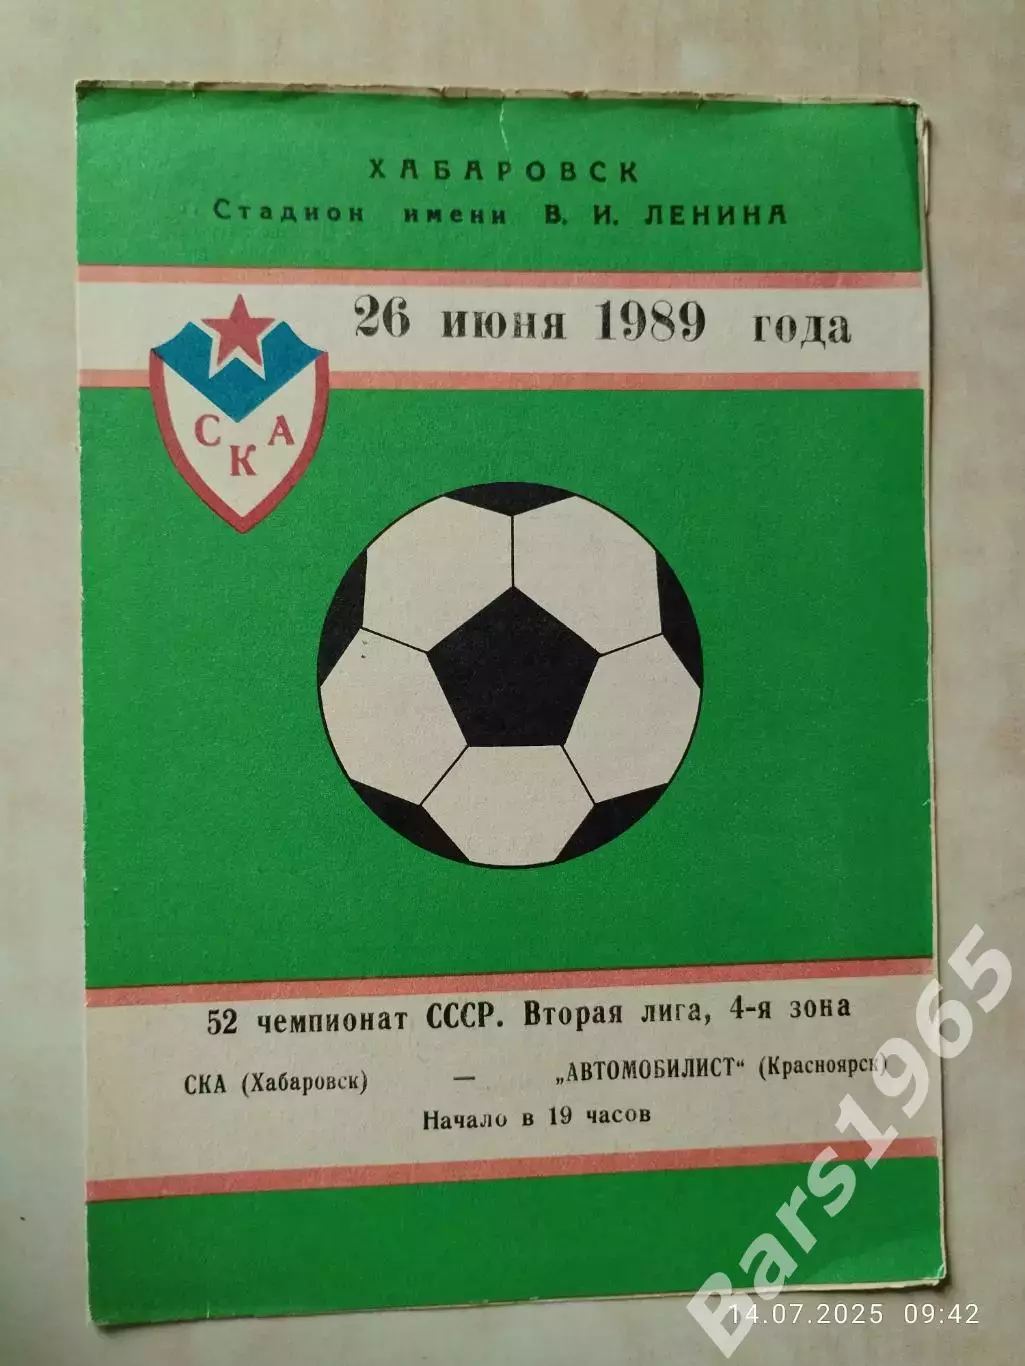 ХАБАРОВСК
Стадион имени В. И. ЛЕНИНА
26 июня 1989 года
СКА
52 чемпионат СССР. Вторая лига, 4-я зона
СКА (Хабаровск) — „АВТОМОБИЛИСТ“ (Красноярск)
Начало в 19 часов
Bars1965
14.07.2025 09:42